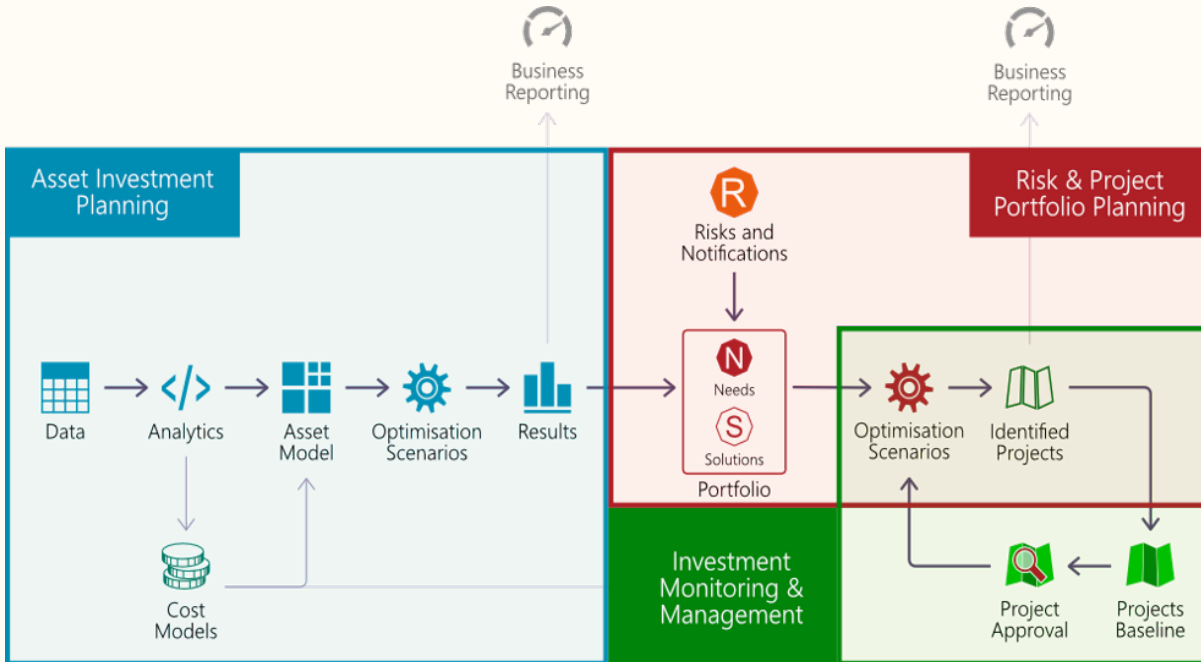 Business
Reporting
Business
Reporting
Asset Investment
Planning
Risk & Project
Portfolio Planning
R
Risks and
Notifications
N
Needs
S
Solutions
Portfolio
Data
Analytics
Asset
Model
Optimisation
Scenarios
Results
Optimisation
Scenarios
Identified
Projects
Cost
Models
Investment
Monitoring &
Management
Project
Approval
Projects
Baseline